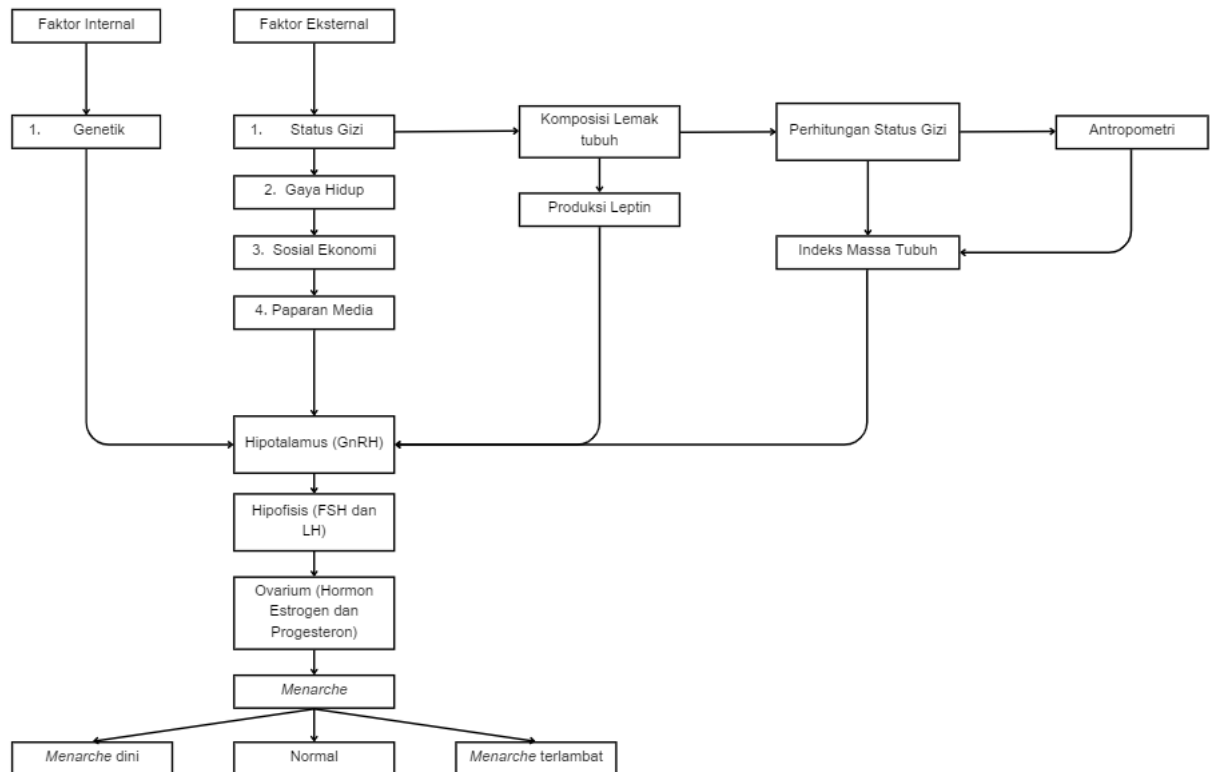 Faktor Internal
Faktor Eksternal
1. Genetik
1. Status Gizi
Komposisi Lemak
tubuh
Perhitungan Status Gizi
Antropometri
2. Gaya Hidup
Produksi Leptin
3. Sosial Ekonomi
Indeks Massa Tubuh
4. Paparan Media
Hipotalamus (GnRH)
Hipofisis (FSH dan
LH)
Ovarium (Hormon
Estrogen dan
Progesteron)
Menarche
Menarche dini
Normal
Menarche terlambat